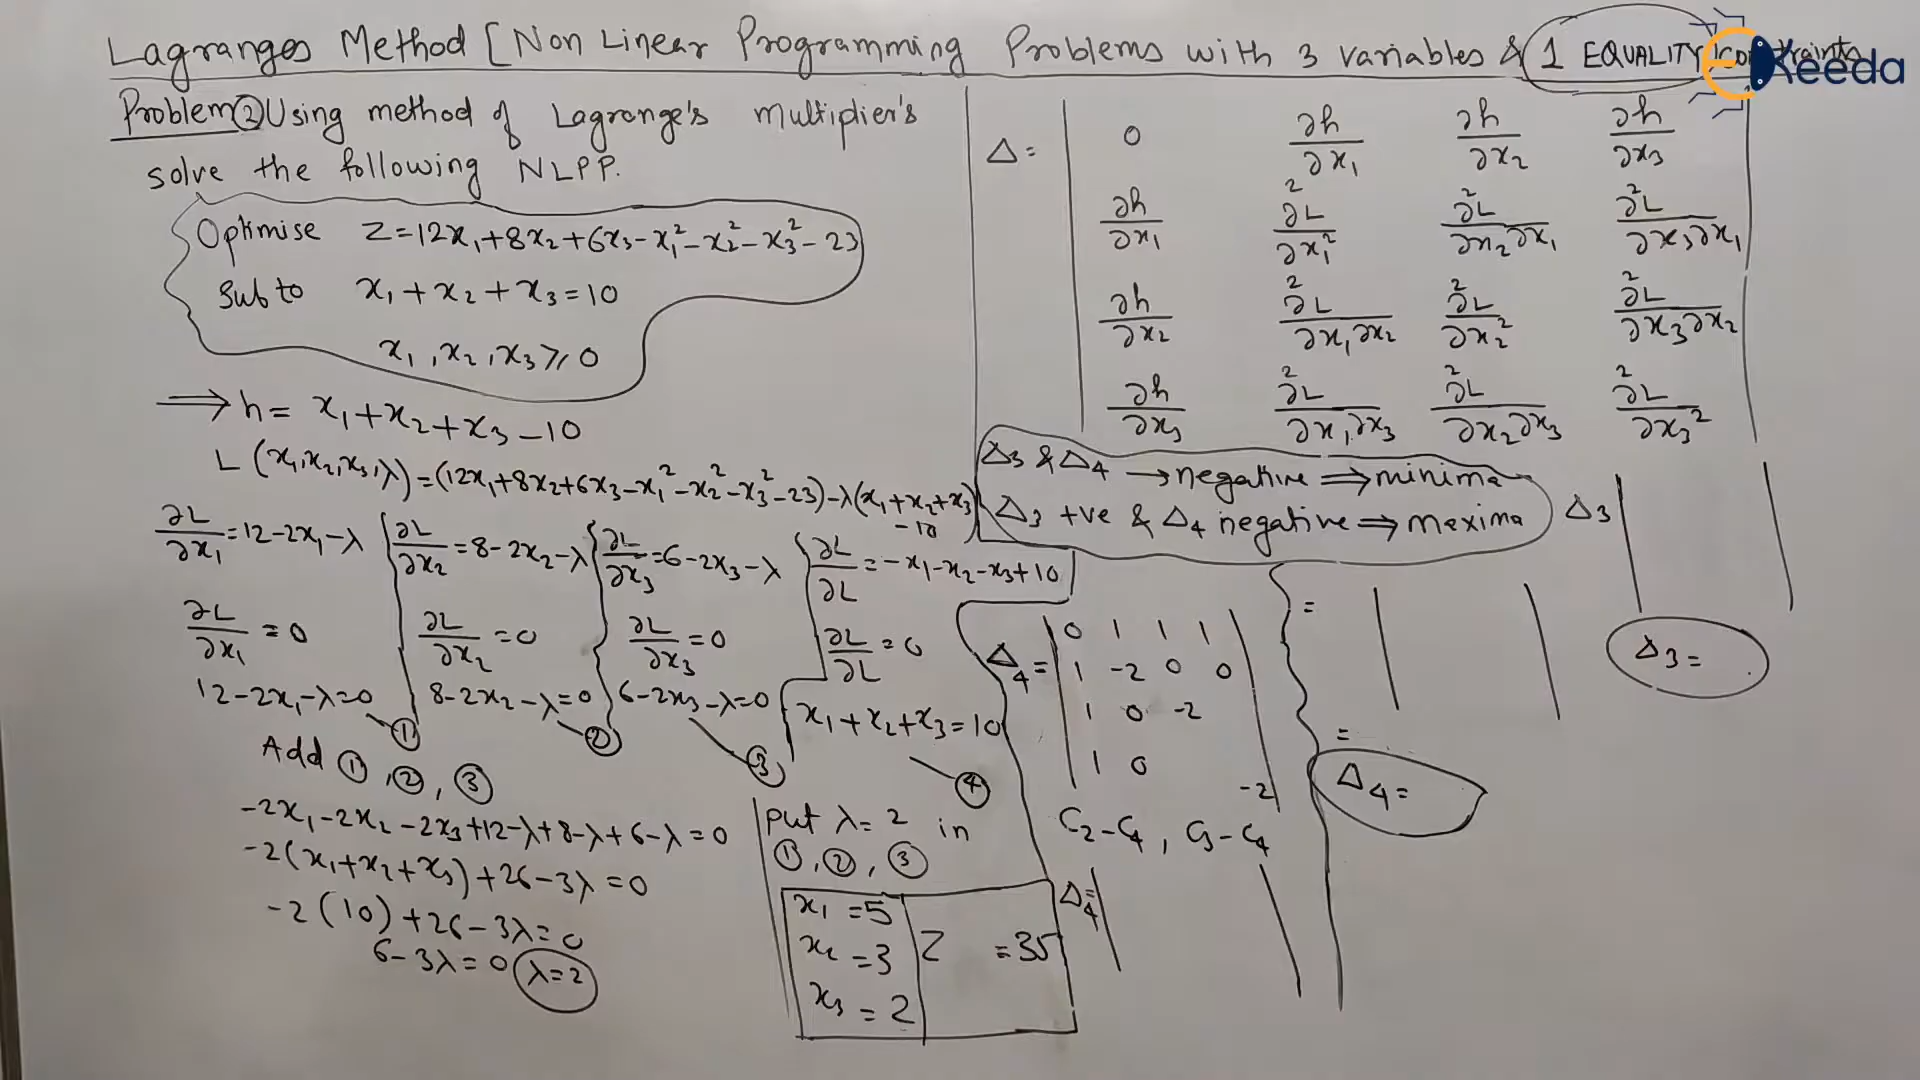 Lagranges Method [Non Linear Programming Problems with 3 variables & 1 EQUALITY constraints
Keeda
Problem ② Using method of Lagrange's multiplier's
solve the following NLPP.
Optimise Z=12x₁+8x₂+6x₃-x₁²-x₂²-x₃²-23
Sub to x₁+x₂+x₃=10
x₁,x₂,x₃⩾0
⟹ h= x₁+x₂+x₃-10
L(x₁,x₂,x₃,λ)=(12x₁+8x₂+6x₃-x₁²-x₂²-x₃²-23)-λ(x₁+x₂+x₃
-10
∂L/∂x₁=12-2x₁-λ
∂L/∂x₁=0
12-2x₁-λ=0 ①
∂L/∂x₂=8-2x₂-λ
∂L/∂x₂=0
8-2x₂-λ=0 ②
∂L/∂x₃=6-2x₃-λ
∂L/∂x₃=0
6-2x₃-λ=0 ③
∂L/∂L=-x₁-x₂-x₃+10
∂L/∂L=0
x₁+x₂+x₃=10 ④
Add ①,②,③
-2x₁-2x₂-2x₃+12-λ+8-λ+6-λ=0
-2(x₁+x₂+x₃)+26-3λ=0
-2(10)+26-3λ=0
6-3λ=0 λ=2
put λ=2 in
①,②,③
x₁=5
x₂=3
x₃=2
Z =35
Δ= | 0 ∂h/∂x₁ ∂h/∂x₂ ∂h/∂x₃ |
∂h/∂x₁ ∂²L/∂x₁² ∂²L/∂x₂∂x₁ ∂²L/∂x₃∂x₁
∂h/∂x₂ ∂²L/∂x₁∂x₂ ∂²L/∂x₂² ∂²L/∂x₃∂x₂
∂h/∂x₃ ∂²L/∂x₁∂x₃ ∂²L/∂x₂∂x₃ ∂²L/∂x₃²
Δ₃ & Δ₄ → negative ⟹ minima
Δ₃ +ve & Δ₄ negative ⟹ maxima
Δ₄= | 0 1 1 1 |
1 -2 0 0
1 0 -2
1 0 -2
C₂-C₄, C₃-C₄
Δ₄=
=
=
Δ₄=
Δ₃
Δ₃=